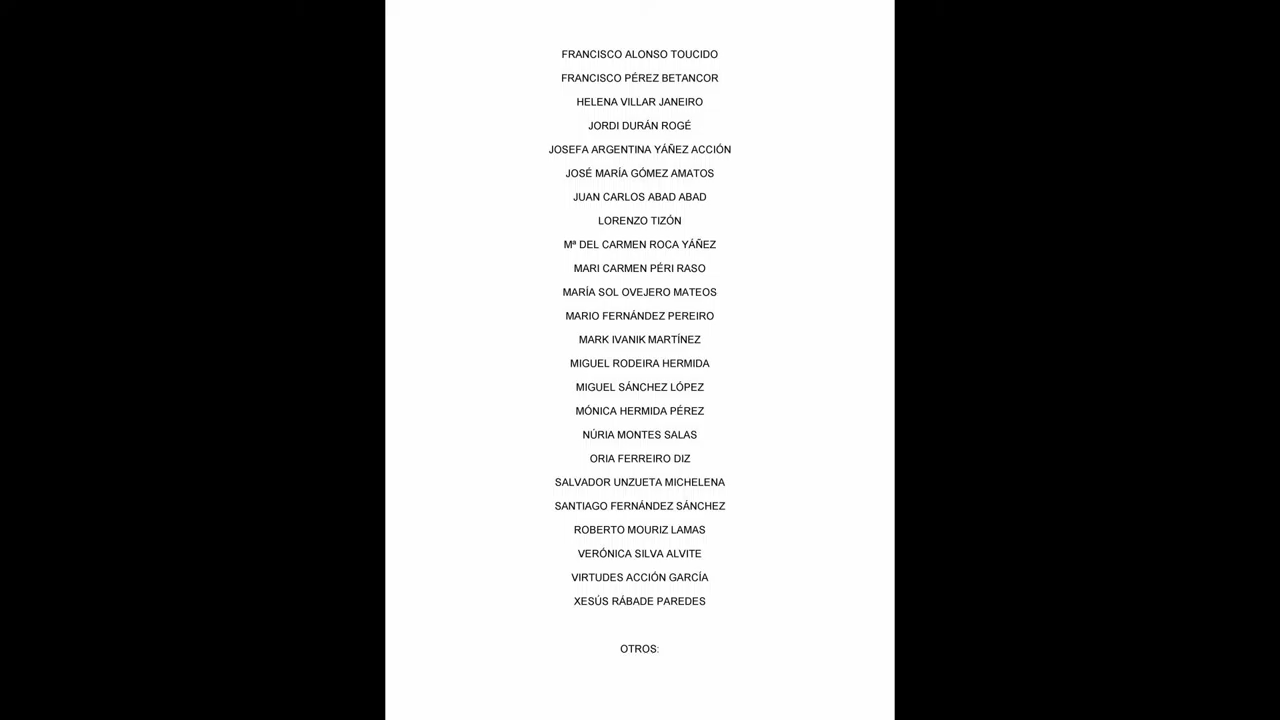 FRANCISCO ALONSO TOUCIDO
FRANCISCO PÉREZ BETANCOR
HELENA VILLAR JANEIRO
JORDI DURÁN ROGÉ
JOSEFA ARGENTINA YÁÑEZ ACCIÓN
JOSÉ MARÍA GÓMEZ AMATOS
JUAN CARLOS ABAD ABAD
LORENZO TIZÓN
Mª DEL CARMEN ROCA YÁÑEZ
MARI CARMEN PÉRI RASO
MARÍA SOL OVEJERO MATEOS
MARIO FERNÁNDEZ PEREIRO
MARK IVANIK MARTÍNEZ
MIGUEL RODEIRA HERMIDA
MIGUEL SÁNCHEZ LÓPEZ
MÓNICA HERMIDA PÉREZ
NÚRIA MONTES SALAS
ORIA FERREIRO DIZ
SALVADOR UNZUETA MICHELENA
SANTIAGO FERNÁNDEZ SÁNCHEZ
ROBERTO MOURIZ LAMAS
VERÓNICA SILVA ALVITE
VIRTUDES ACCIÓN GARCÍA
XESÚS RÁBADE PAREDES
OTROS: